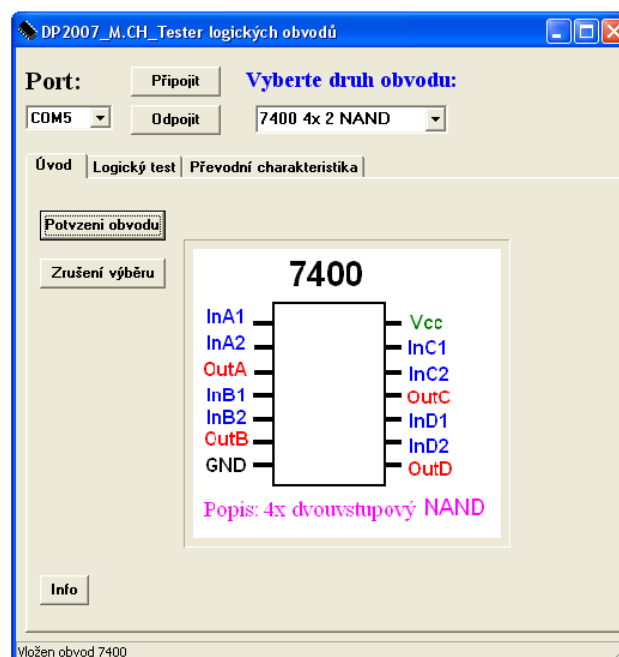 DP2007_M.CH_Tester logických obvodů
Port:
Připojit
Vyberte druh obvodu:
COM5
Odpojit
7400 4x 2 NAND
Úvod
Logický test
Převodní charakteristika
Potvzeni obvodu
Zrušení výběru
7400
InA1
Vcc
InA2
InC1
OutA
InC2
InB1
OutC
InB2
InD1
OutB
InD2
GND
OutD
Popis: 4x dvouvstupový NAND
Info
Vložen obvod 7400